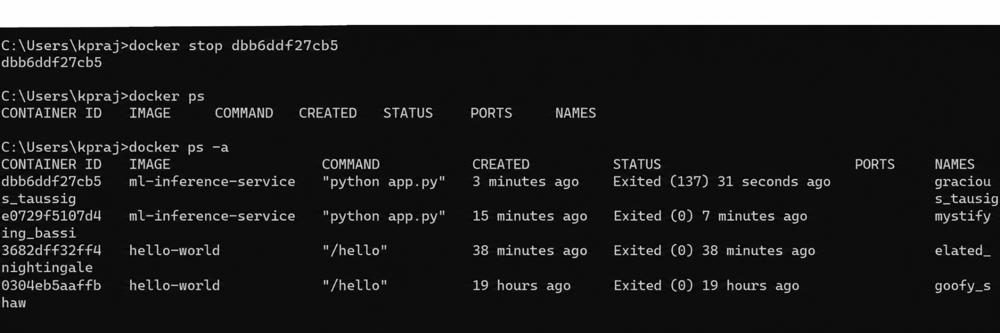 C:\Users\kpraj>docker stop dbb6ddf27cb5
dbb6ddf27cb5
C:\Users\kpraj>docker ps
CONTAINER ID   IMAGE     COMMAND   CREATED   STATUS    PORTS     NAMES
C:\Users\kpraj>docker ps -a
CONTAINER ID   IMAGE                  COMMAND           CREATED          STATUS                       PORTS     NAMES
dbb6ddf27cb5   ml-inference-service   "python app.py"   3 minutes ago    Exited (137) 31 seconds ago            graciou
s_taussig s_tausig
e0729f5107d4   ml-inference-service   "python app.py"   15 minutes ago   Exited (0) 7 minutes ago               mystify
ing_bassi
3682dff32ff4   hello-world            "/hello"          38 minutes ago   Exited (0) 38 minutes ago              elated_
nightingale
0304eb5aaffb   hello-world            "/hello"          19 hours ago     Exited (0) 19 hours ago                goofy_s
haw